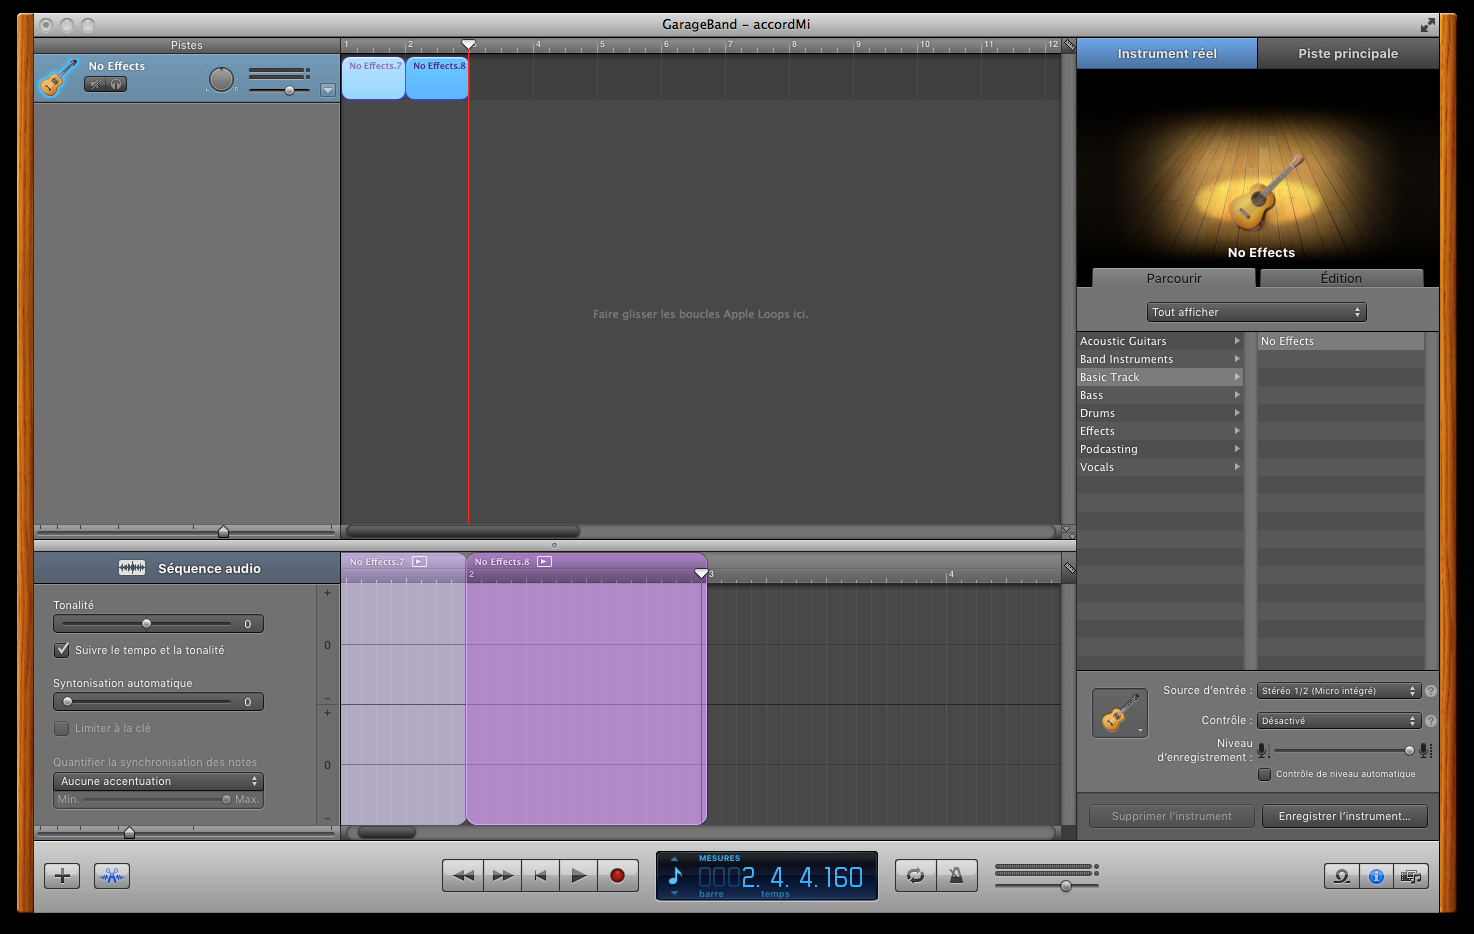 GarageBand – accordMi
Pistes
1 2 3 4 5 6 7 8 9 10 11 12
No Effects
L R
No Effects.7 No Effects.8
Faire glisser les boucles Apple Loops ici.
Instrument réel Piste principale
No Effects
Parcourir Édition
Tout afficher
Acoustic Guitars No Effects
Band Instruments
Basic Track
Bass
Drums
Effects
Podcasting
Vocals
Séquence audio
No Effects.7 No Effects.8
2 3 4
Tonalité
0
Suivre le tempo et la tonalité
Syntonisation automatique
0
Limiter à la clé
Quantifier la synchronisation des notes
Aucune accentuation
Min. Max.
+
0
–
+
0
–
Source d'entrée : Stéréo 1/2 (Micro intégré) ?
Contrôle : Désactivé ?
Niveau
d'enregistrement :
Contrôle de niveau automatique
Supprimer l'instrument Enregistrer l'instrument...
MESURES
0002. 4. 4.160
barre temps